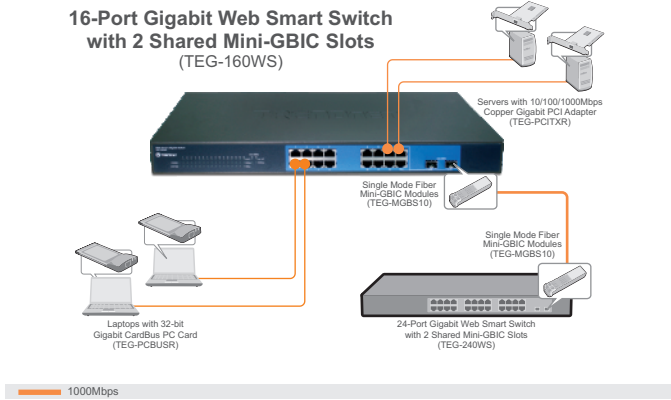 16-Port Gigabit Web Smart Switch
with 2 Shared Mini-GBIC Slots
(TEG-160WS)
Servers with 10/100/1000Mbps
Copper Gigabit PCI Adapter
(TEG-PCITXR)
Single Mode Fiber
Mini-GBIC Modules
(TEG-MGBS10)
Single Mode Fiber
Mini-GBIC Modules
(TEG-MGBS10)
Laptops with 32-bit
Gigabit CardBus PC Card
(TEG-PCBUSR)
24-Port Gigabit Web Smart Switch
with 2 Shared Mini-GBIC Slots
(TEG-240WS)
1000Mbps